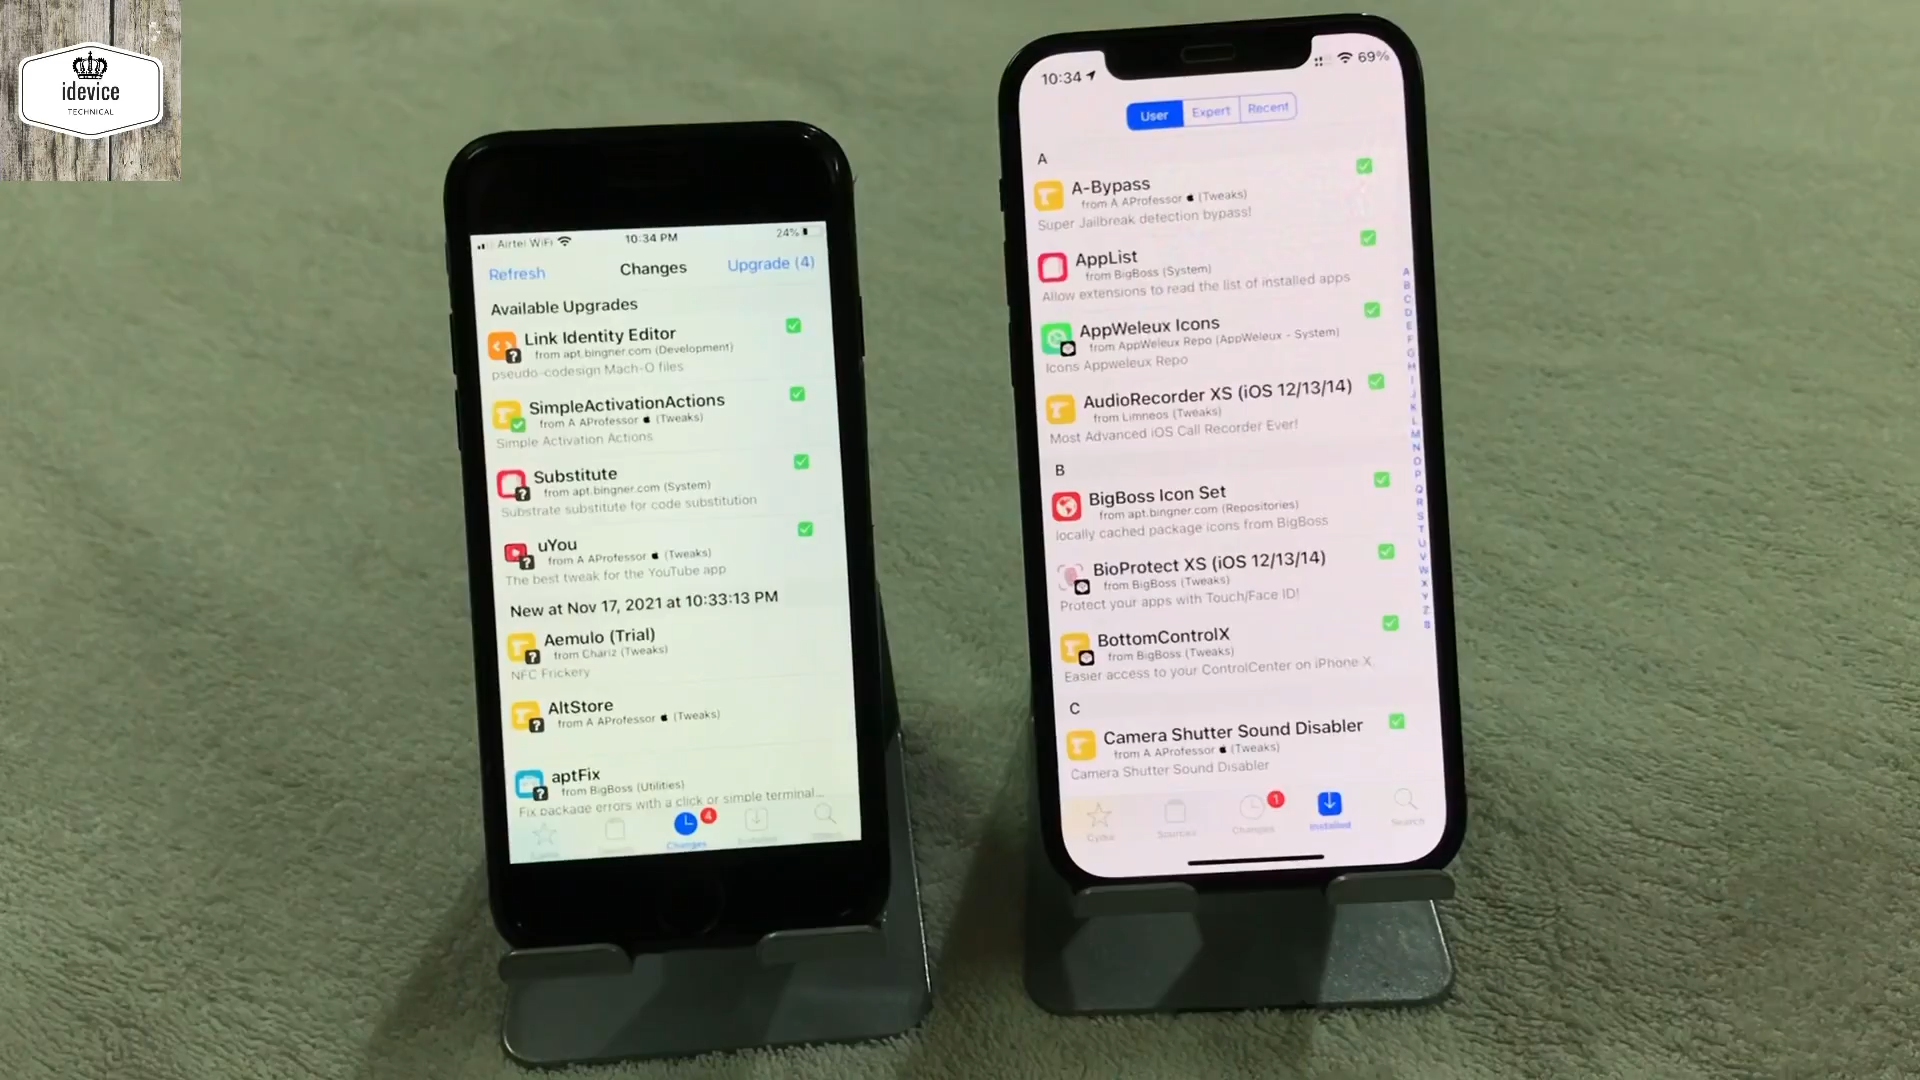 idevice
TECHNICAL
Airtel WiFi
10:34 PM
24%
Refresh
Changes
Upgrade (4)
Available Upgrades
Link Identity Editor
from apt.bingner.com (Development)
pseudo-codesign Mach-O files
SimpleActivationActions
from A AProfessor (Tweaks)
Simple Activation Actions
Substitute
from apt.bingner.com (System)
Substrate substitute for code substitution
uYou
from A AProfessor (Tweaks)
The best tweak for the YouTube app
New at Nov 17, 2021 at 10:33:13 PM
Aemulo (Trial)
from Chariz (Tweaks)
NFC Frickery
AltStore
from A AProfessor (Tweaks)
aptFix
from BigBoss (Utilities)
Fix package errors with a click or simple terminal...
4
Changes
10:34
69%
User
Expert
Recent
A
A-Bypass
from A AProfessor (Tweaks)
Super Jailbreak detection bypass!
AppList
from BigBoss (System)
Allow extensions to read the list of installed apps
AppWeleux Icons
from AppWeleux Repo (AppWeleux - System)
Icons Appweleux Repo
AudioRecorder XS (iOS 12/13/14)
from Limneos (Tweaks)
Most Advanced iOS Call Recorder Ever!
B
BigBoss Icon Set
from apt.bingner.com (Repositories)
locally cached package icons from BigBoss
BioProtect XS (iOS 12/13/14)
from BigBoss (Tweaks)
Protect your apps with Touch/Face ID!
BottomControlX
from BigBoss (Tweaks)
Easier access to your ControlCenter on iPhone X
C
Camera Shutter Sound Disabler
from A AProfessor (Tweaks)
Camera Shutter Sound Disabler
1
Cydia
Sources
Changes
Installed
Search